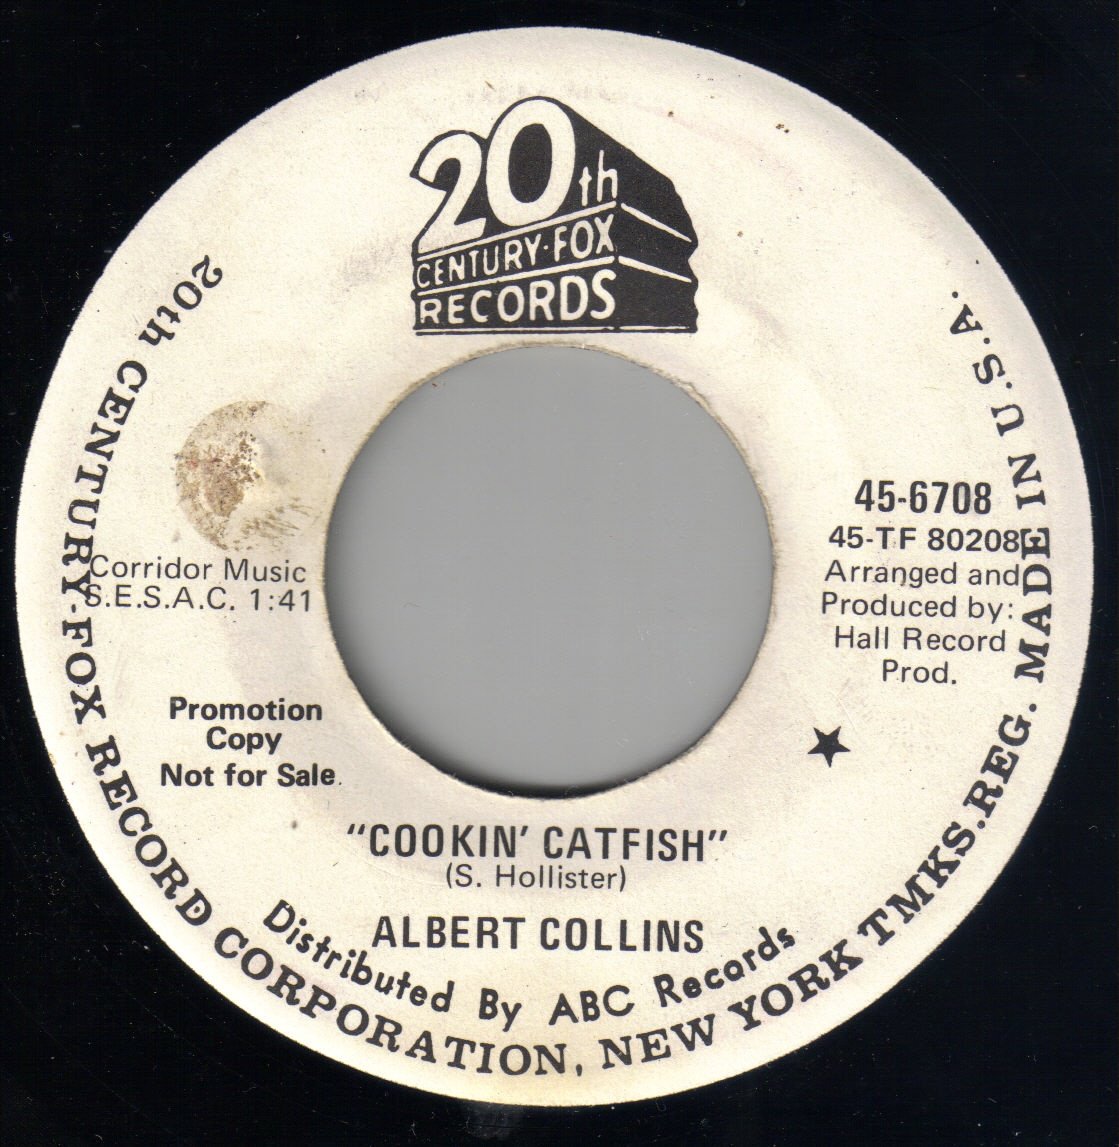 20th
CENTURY·FOX
RECORDS
45-6708
45-TF 80208
Arranged and
Produced by:
Hall Record
Prod.
Corridor Music
S.E.S.A.C. 1:41
Promotion
Copy
Not for Sale.
"COOKIN' CATFISH"
(S. Hollister)
ALBERT COLLINS
Distributed By ABC Records
20th CENTURY-FOX RECORD CORPORATION, NEW YORK TMKS. REG. MADE IN U.S.A.